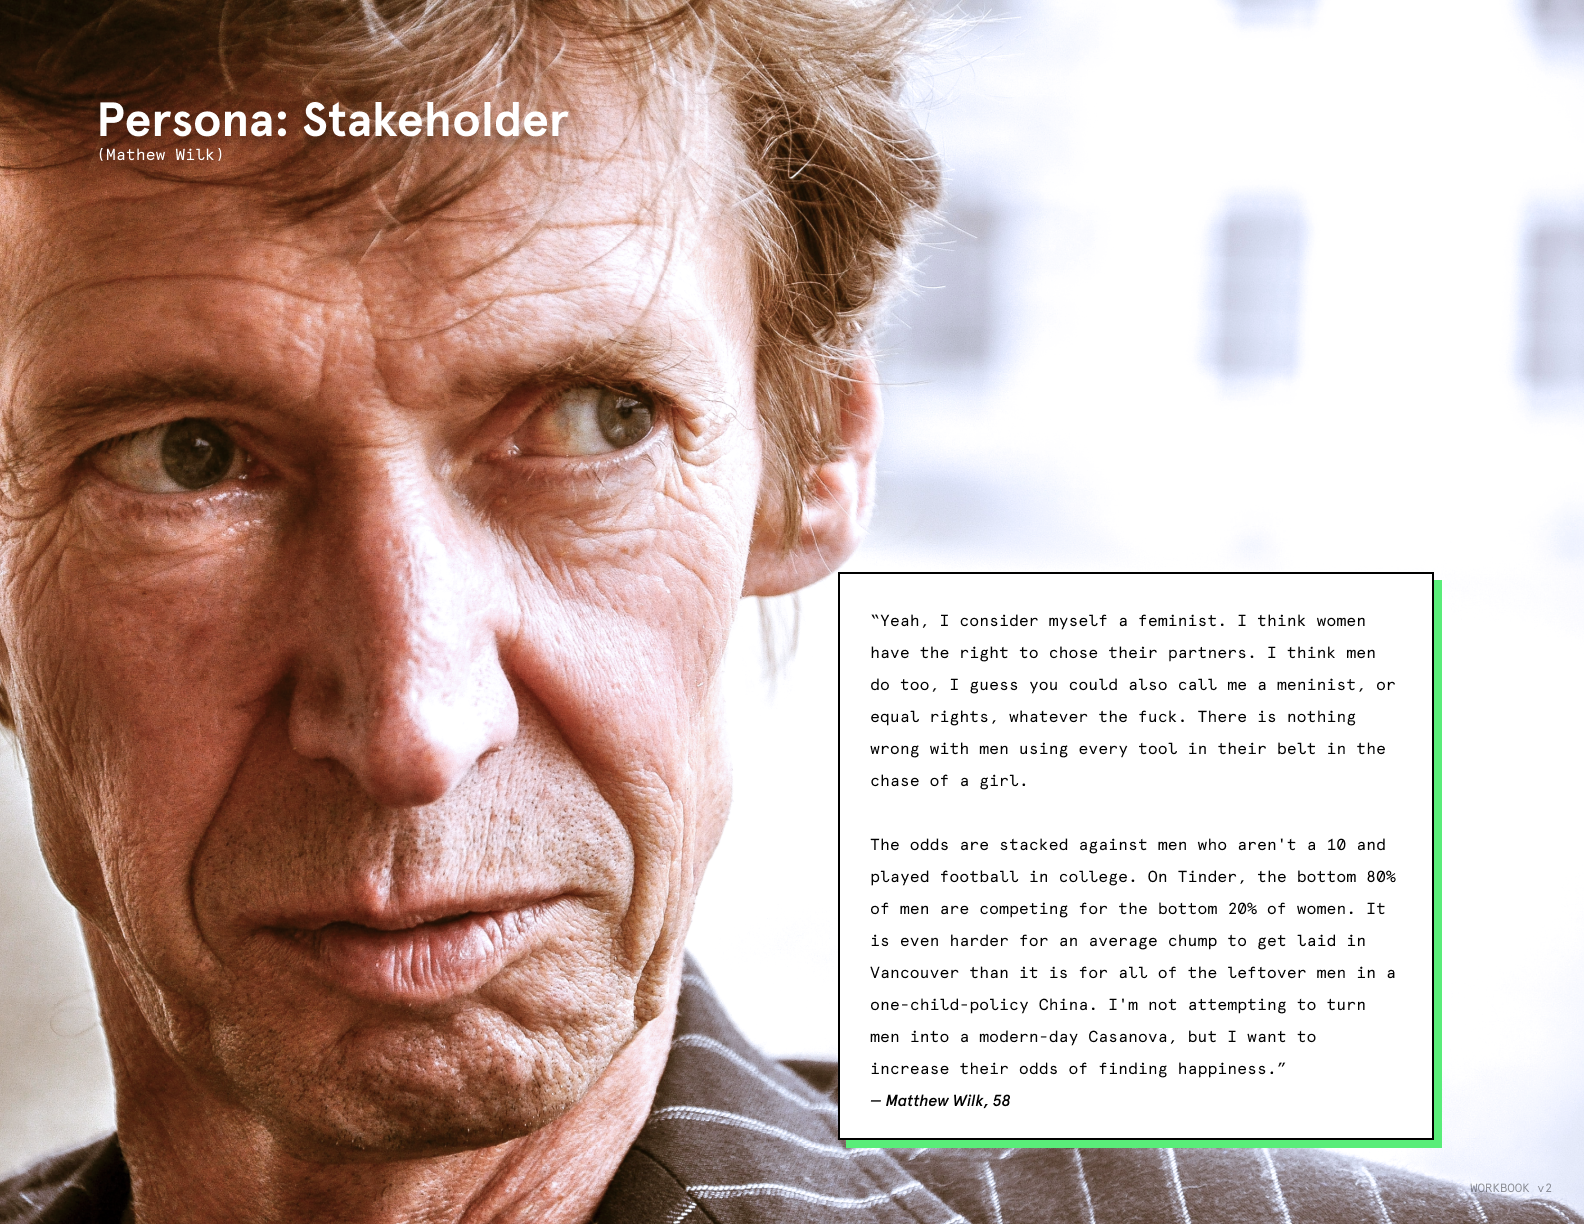 Persona: Stakeholder
(Mathew Wilk)
“Yeah, I consider myself a feminist. I think women
have the right to chose their partners. I think men
do too, I guess you could also call me a meninist, or
equal rights, whatever the fuck. There is nothing
wrong with men using every tool in their belt in the
chase of a girl.
The odds are stacked against men who aren't a 10 and
played football in college. On Tinder, the bottom 80%
of men are competing for the bottom 20% of women. It
is even harder for an average chump to get laid in
Vancouver than it is for all of the leftover men in a
one-child-policy China. I'm not attempting to turn
men into a modern-day Casanova, but I want to
increase their odds of finding happiness.”
— Matthew Wilk, 58
WORKBOOK v2